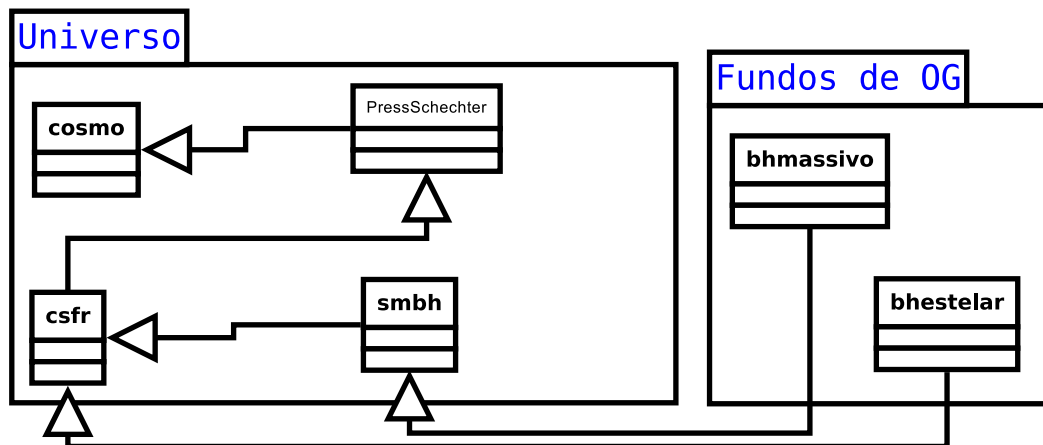 Universo
cosmo
PressSchechter
csfr
smbh
Fundos de OG
bhmassivo
bhestelar